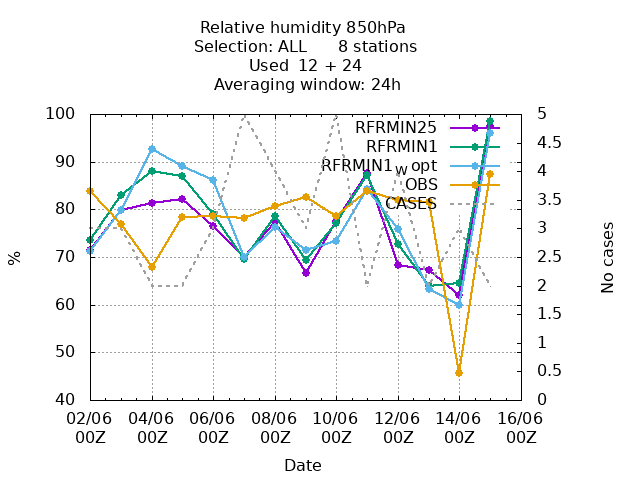 Relative humidity 850hPa
Selection: ALL 8 stations
Used 12 + 24
Averaging window: 24h
RFRMIN25
RFRMIN1
RFRMIN1w opt
OBS
CASES
100
90
80
70
60
50
40
%
5
4.5
4
3.5
3
2.5
2
1.5
1
0.5
0
No cases
02/06 04/06 06/06 08/06 10/06 12/06 14/06 16/06
00Z 00Z 00Z 00Z 00Z 00Z 00Z 00Z
Date